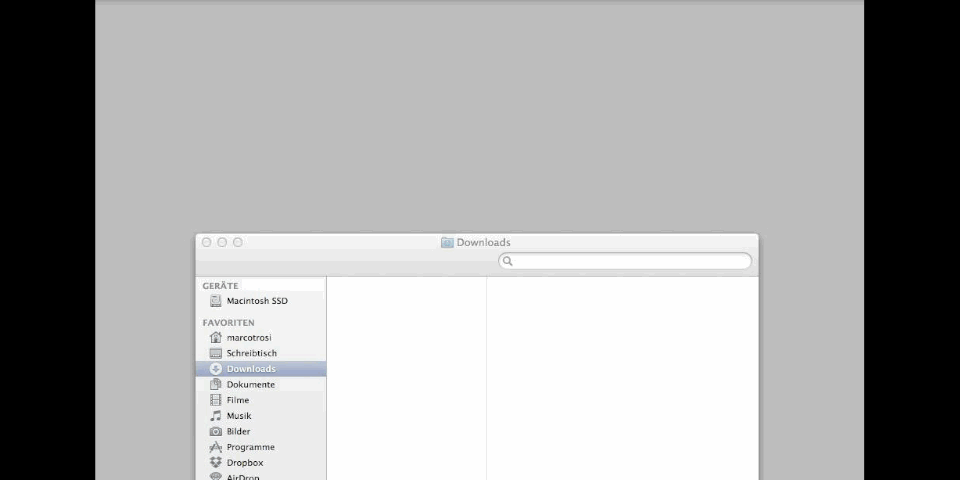 Downloads
GERÄTE
Macintosh SSD
FAVORITEN
marcotrosi
Schreibtisch
Downloads
Dokumente
Filme
Musik
Bilder
Programme
Dropbox
AirDrop